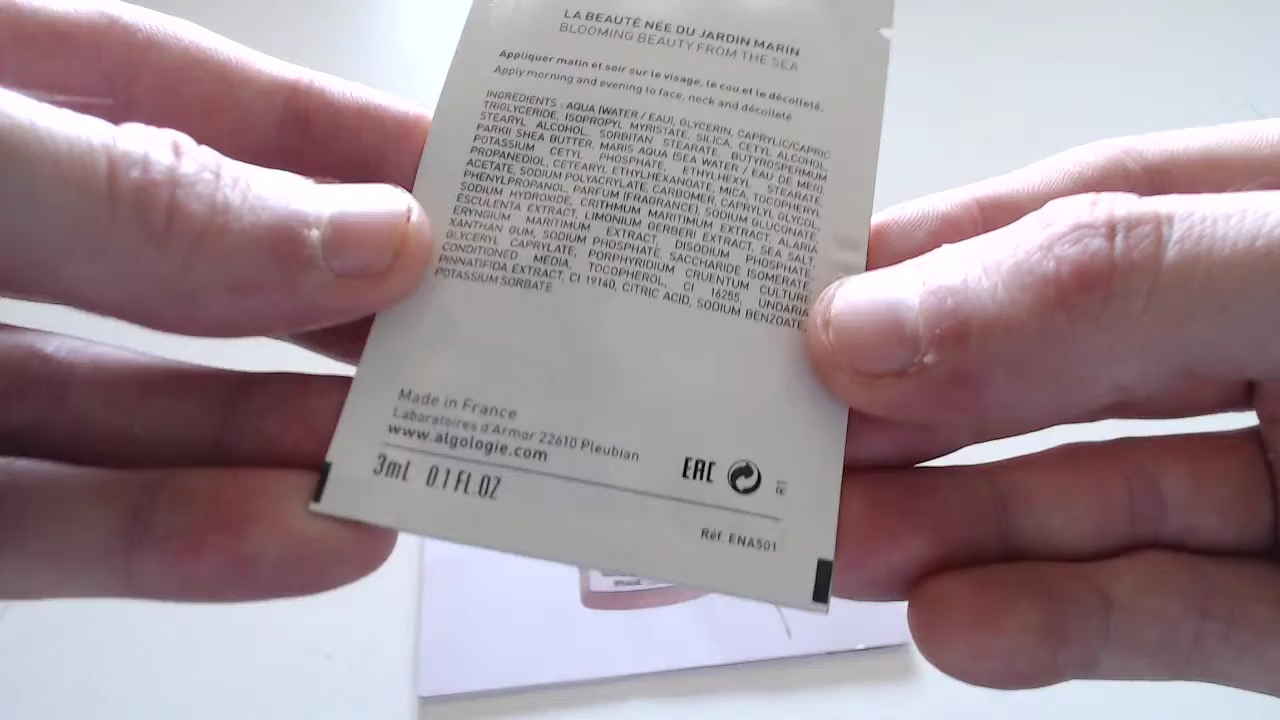 LA BEAUTÉ NÉE DU JARDIN MARIN
BLOOMING BEAUTY FROM THE SEA
Appliquer matin et soir sur le visage, le cou et le décolleté.
Apply morning and evening to face, neck and décolleté
INGREDIENTS : AQUA (WATER / EAU), GLYCERIN, CAPRYLIC/CAPRIC
TRIGLYCERIDE, ISOPROPYL MYRISTATE, SILICA, CETYL ALCOHOL,
STEARYL ALCOHOL, SORBITAN STEARATE, BUTYROSPERMUM
PARKII SHEA BUTTER, MARIS AQUA (SEA WATER / EAU DE MER),
POTASSIUM CETYL PHOSPHATE, ETHYLHEXYL STEARATE,
PROPANEDIOL, CETEARYL ETHYLHEXANOATE, MICA, TOCOPHERYL
ACETATE, SODIUM POLYACRYLATE, CARBOMER, CAPRYLYL GLYCOL,
PHENYLPROPANOL, PARFUM (FRAGRANCE), SODIUM GLUCONATE,
SODIUM HYDROXIDE, CRITHMUM MARITIMUM EXTRACT, ALARIA
ESCULENTA EXTRACT, LIMONIUM GERBERI EXTRACT, SEA SALT,
ERYNGIUM MARITIMUM EXTRACT, DISODIUM PHOSPHATE,
XANTHAN GUM, SODIUM PHOSPHATE, SACCHARIDE ISOMERATE,
GLYCERYL CAPRYLATE, PORPHYRIDIUM CRUENTUM CULTURE
CONDITIONED MEDIA, TOCOPHEROL, CI 16255, UNDARIA
PINNATIFIDA EXTRACT, CI 19140, CITRIC ACID, SODIUM BENZOATE,
POTASSIUM SORBATE
Made in France
Laboratoires d'Armor 22610 Pleubian
www.algologie.com
EAC
3mL 0.1 FL.OZ
Réf. ENA501